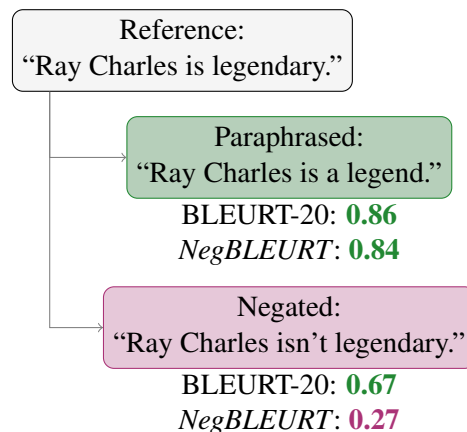 Reference:
“Ray Charles is legendary.”
Paraphrased:
“Ray Charles is a legend.”
BLEURT-20: 0.86
NegBLEURT: 0.84
Negated:
“Ray Charles isn’t legendary.”
BLEURT-20: 0.67
NegBLEURT: 0.27